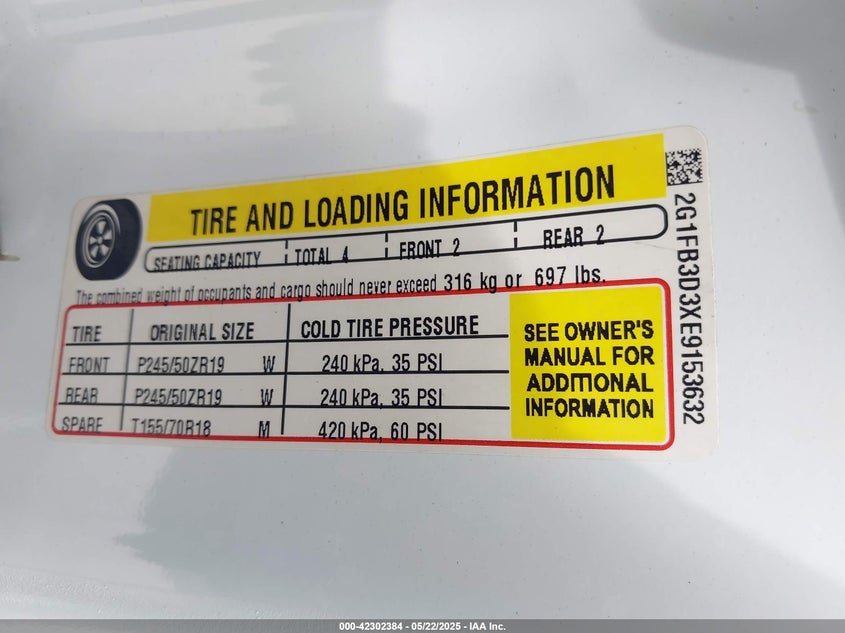 TIRE AND LOADING INFORMATION
SEATING CAPACITY TOTAL 4 FRONT 2 REAR 2
The combined weight of occupants and cargo should never exceed 316 kg or 697 lbs.
TIRE ORIGINAL SIZE COLD TIRE PRESSURE
FRONT P245/50ZR19 W 240 kPa, 35 PSI
REAR P245/50ZR19 W 240 kPa, 35 PSI
SPARE T155/70R18 M 420 kPa, 60 PSI
SEE OWNER'S
MANUAL FOR
ADDITIONAL
INFORMATION
2G1FB3D3XE9153632
000-42302384 - 05/22/2025 - IAA Inc.